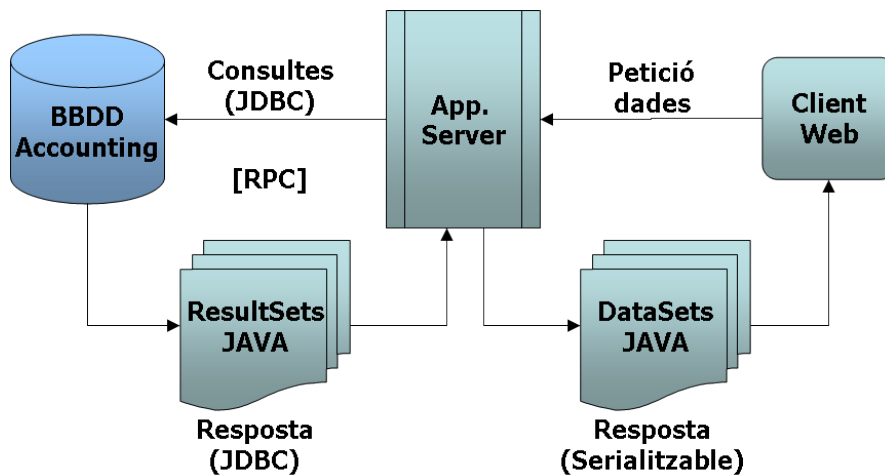 BBDD
Accounting
Consultes
(JDBC)
[RPC]
App.
Server
Petició
dades
Client
Web
ResultSets
JAVA
Resposta
(JDBC)
DataSets
JAVA
Resposta
(Serialitzable)